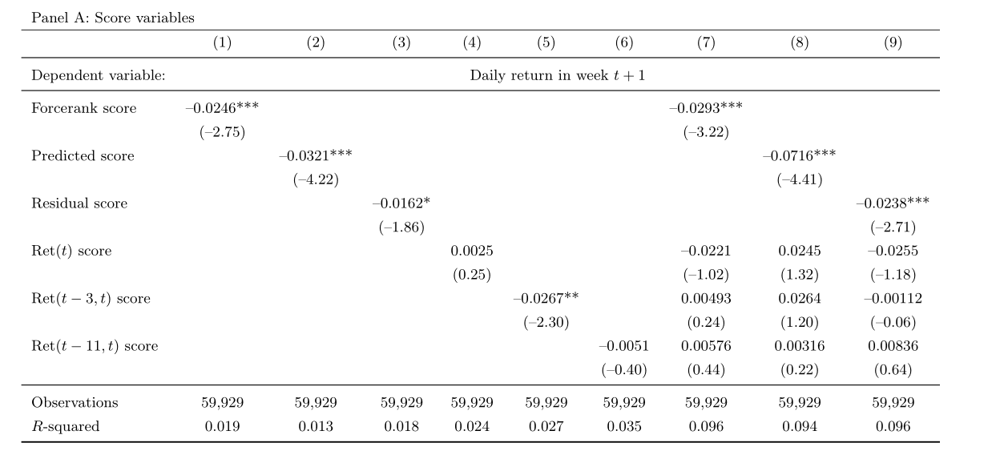 Panel A: Score variables
(1) (2) (3) (4) (5) (6) (7) (8) (9)
Dependent variable: Daily return in week t + 1
Forcerank score –0.0246*** –0.0293***
(–2.75) (–3.22)
Predicted score –0.0321*** –0.0716***
(–4.22) (–4.41)
Residual score –0.0162* –0.0238***
(–1.86) (–2.71)
Ret(t) score 0.0025 –0.0221 0.0245 –0.0255
(0.25) (–1.02) (1.32) (–1.18)
Ret(t − 3, t) score –0.0267** 0.00493 0.0264 –0.00112
(–2.30) (0.24) (1.20) (–0.06)
Ret(t − 11, t) score –0.0051 0.00576 0.00316 0.00836
(–0.40) (0.44) (0.22) (0.64)
Observations 59,929 59,929 59,929 59,929 59,929 59,929 59,929 59,929 59,929
R-squared 0.019 0.013 0.018 0.024 0.027 0.035 0.096 0.094 0.096